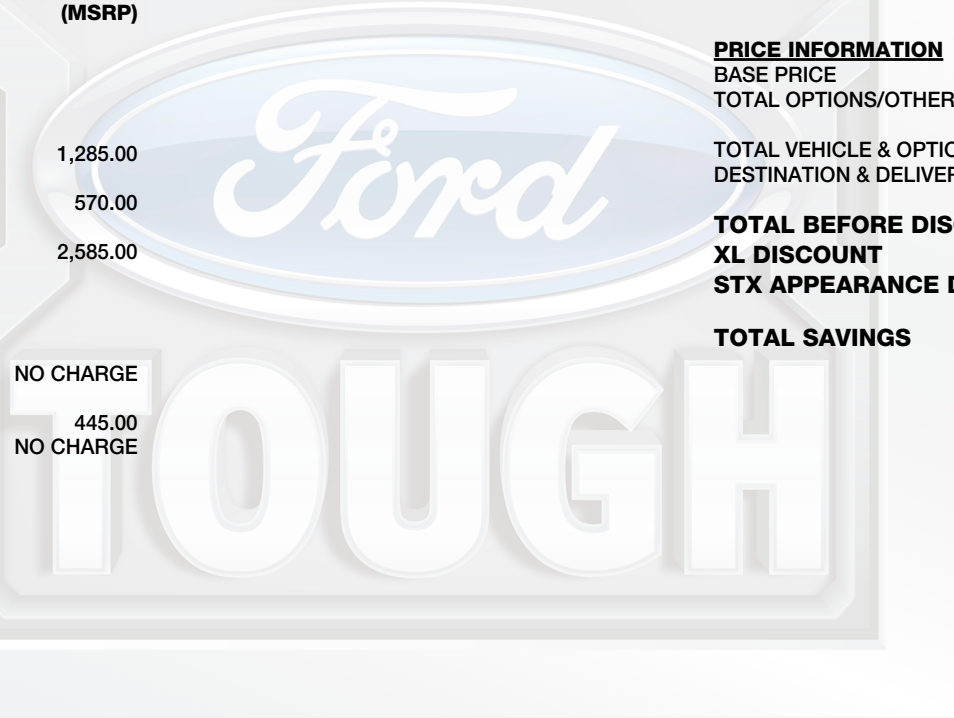 (MSRP)
1,285.00
570.00
2,585.00
NO CHARGE
445.00
NO CHARGE
PRICE INFORMATION
BASE PRICE
TOTAL OPTIONS/OTHER
TOTAL VEHICLE & OPTIO
DESTINATION & DELIVER
TOTAL BEFORE DISC
XL DISCOUNT
STX APPEARANCE D
TOTAL SAVINGS
Ford
TOUGH